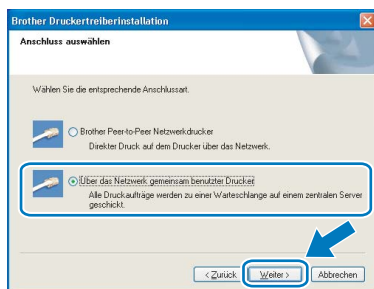 Brother Druckertreiberinstallation
Anschluss auswählen
Wählen Sie die entsprechende Anschlussart.
Brother Peer-to-Peer Netzwerkdrucker
Direkter Druck auf dem Drucker über das Netzwerk.
Über das Netzwerk gemeinsam benutzter Drucker
Alle Druckaufträge werden zu einer Warteschlange auf einem zentralen Server
geschickt.
< Zurück Weiter > Abbrechen